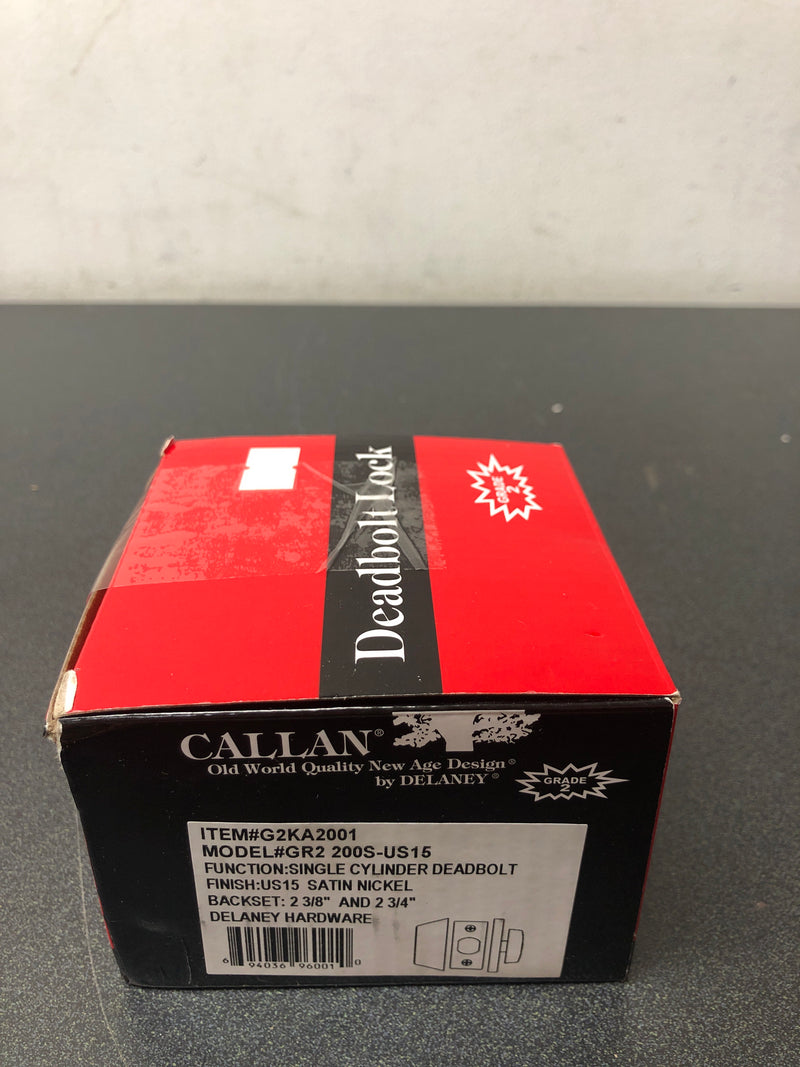 Deadbolt Lock
GRADE
2
CALLAN®
Old World Quality New Age Design®
by DELANEY®
GRADE
2
ITEM#G2KA2001
MODEL#GR2 200S-US15
FUNCTION:SINGLE CYLINDER DEADBOLT
FINISH:US15 SATIN NICKEL
BACKSET: 2 3/8" AND 2 3/4"
DELANEY HARDWARE
6 94036 96001 0